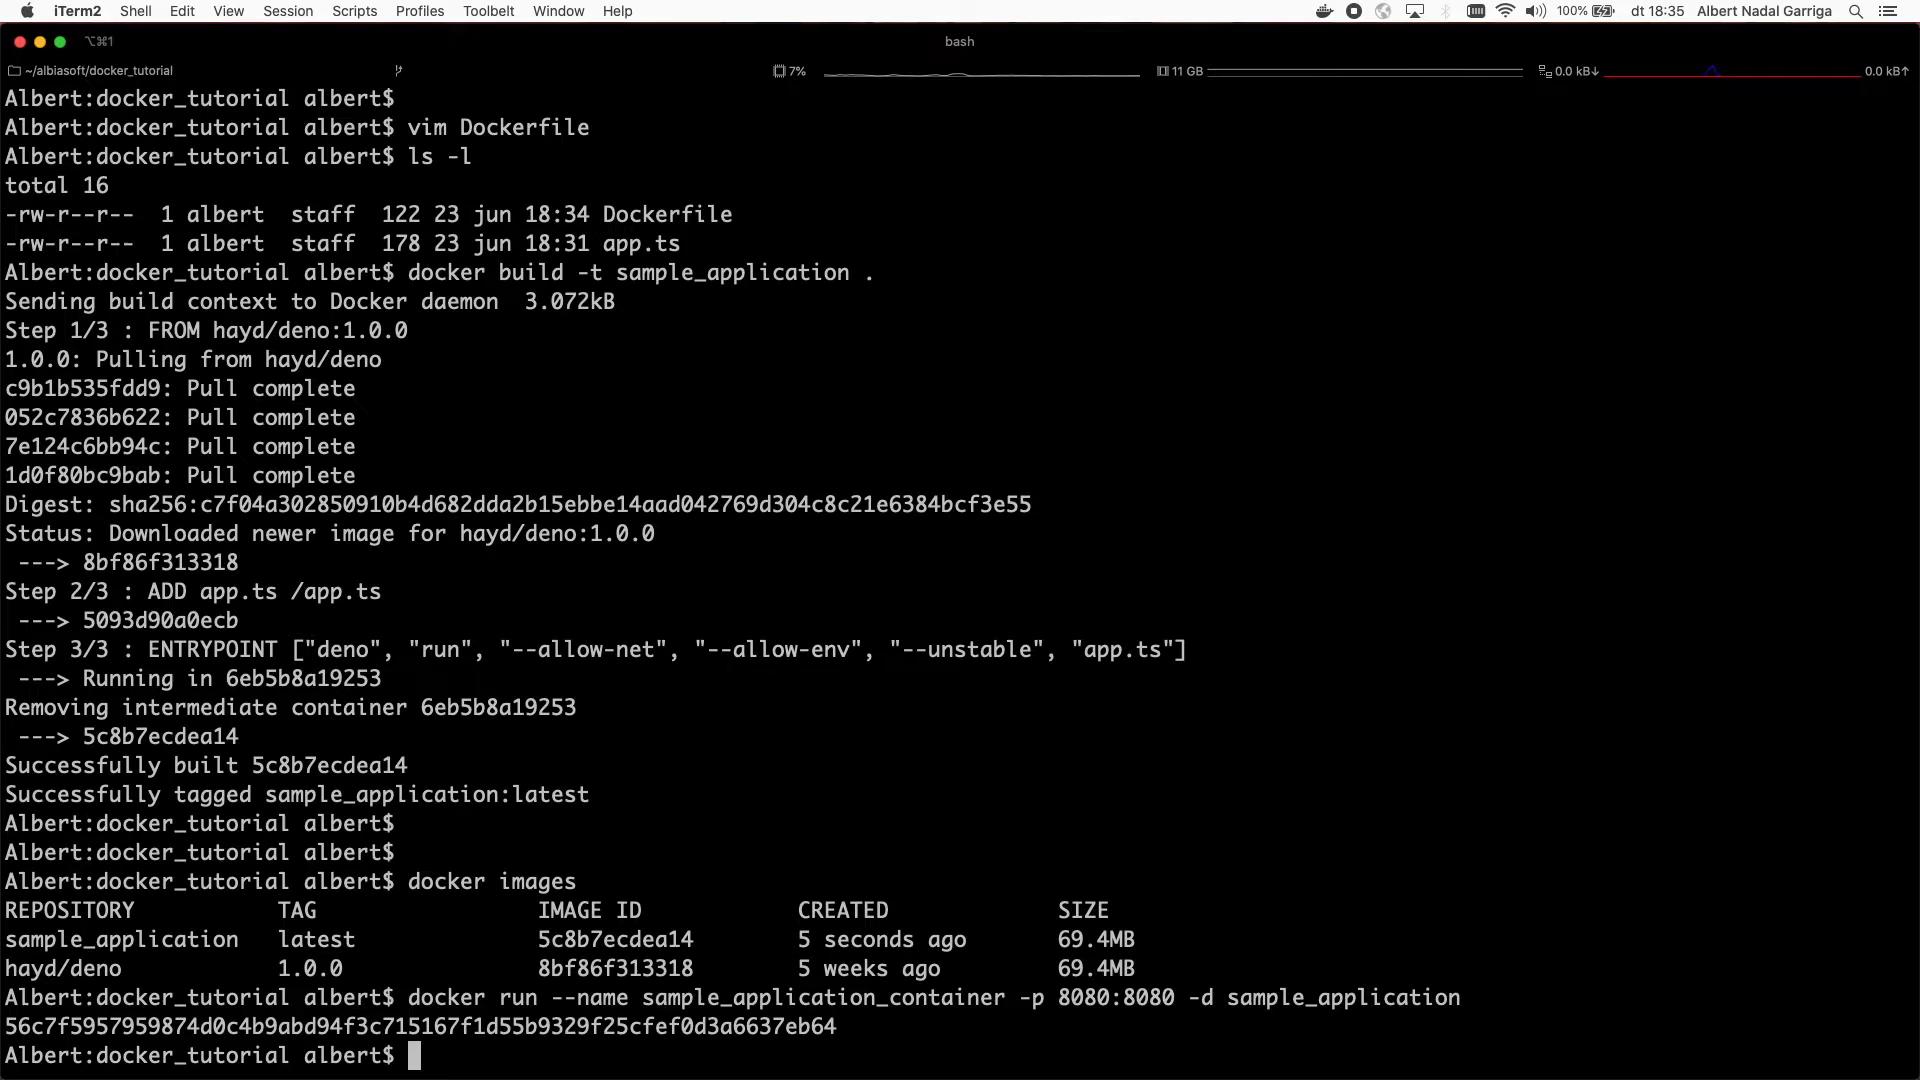 iTerm2 Shell Edit View Session Scripts Profiles Toolbelt Window Help 100% dt 18:35 Albert Nadal Garriga
⌥⌘1 bash
~/albiasoft/docker_tutorial 7% 11 GB 0.0 kB↓ 0.0 kB↑
Albert:docker_tutorial albert$
Albert:docker_tutorial albert$ vim Dockerfile
Albert:docker_tutorial albert$ ls -l
total 16
-rw-r--r--  1 albert  staff  122 23 jun 18:34 Dockerfile
-rw-r--r--  1 albert  staff  178 23 jun 18:31 app.ts
Albert:docker_tutorial albert$ docker build -t sample_application .
Sending build context to Docker daemon  3.072kB
Step 1/3 : FROM hayd/deno:1.0.0
1.0.0: Pulling from hayd/deno
c9b1b535fdd9: Pull complete
052c7836b622: Pull complete
7e124c6bb94c: Pull complete
1d0f80bc9bab: Pull complete
Digest: sha256:c7f04a302850910b4d682dda2b15ebbe14aad042769d304c8c21e6384bcf3e55
Status: Downloaded newer image for hayd/deno:1.0.0
 ---> 8bf86f313318
Step 2/3 : ADD app.ts /app.ts
 ---> 5093d90a0ecb
Step 3/3 : ENTRYPOINT ["deno", "run", "--allow-net", "--allow-env", "--unstable", "app.ts"]
 ---> Running in 6eb5b8a19253
Removing intermediate container 6eb5b8a19253
 ---> 5c8b7ecdea14
Successfully built 5c8b7ecdea14
Successfully tagged sample_application:latest
Albert:docker_tutorial albert$
Albert:docker_tutorial albert$
Albert:docker_tutorial albert$ docker images
REPOSITORY           TAG                 IMAGE ID            CREATED             SIZE
sample_application   latest              5c8b7ecdea14        5 seconds ago       69.4MB
hayd/deno            1.0.0               8bf86f313318        5 weeks ago         69.4MB
Albert:docker_tutorial albert$ docker run --name sample_application_container -p 8080:8080 -d sample_application
56c7f5957959874d0c4b9abd94f3c715167f1d55b9329f25cfef0d3a6637eb64
Albert:docker_tutorial albert$